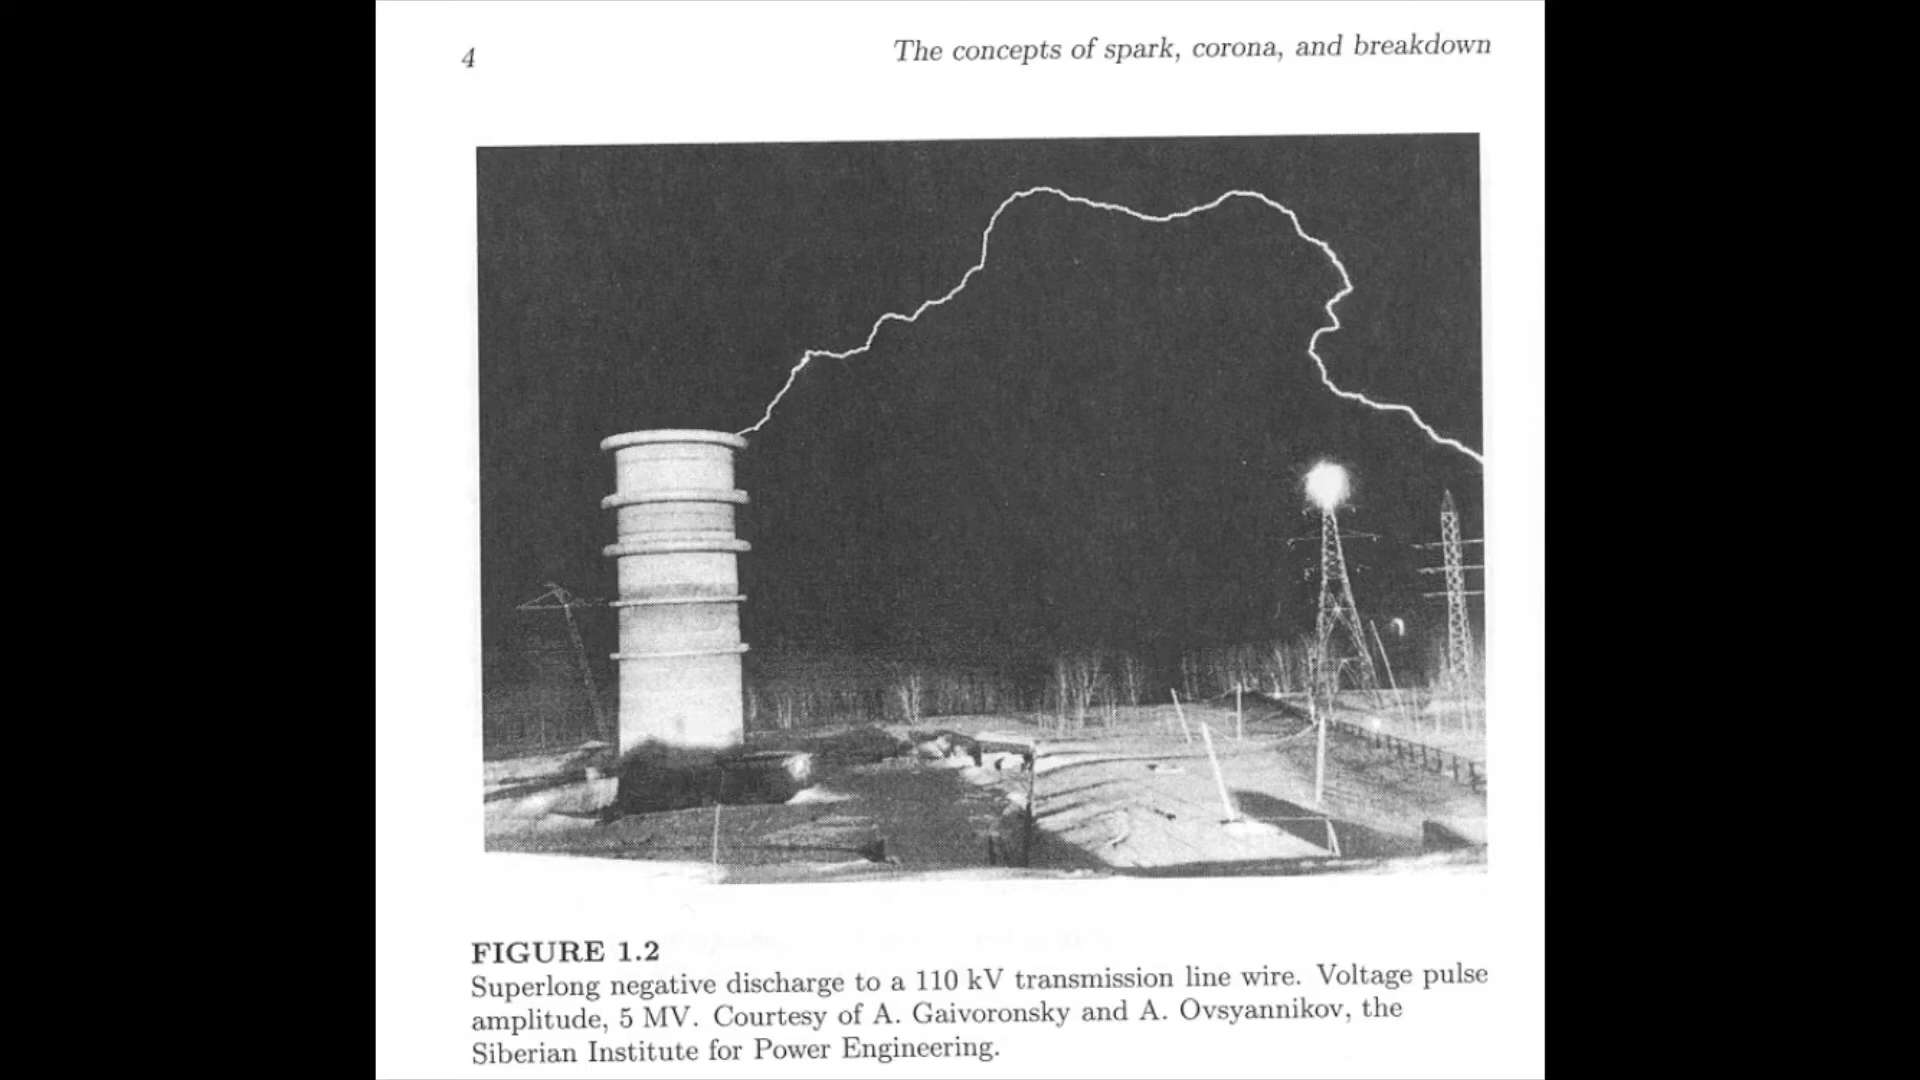 4
The concepts of spark, corona, and breakdown
FIGURE 1.2
Superlong negative discharge to a 110 kV transmission line wire. Voltage pulse
amplitude, 5 MV. Courtesy of A. Gaivoronsky and A. Ovsyannikov, the
Siberian Institute for Power Engineering.